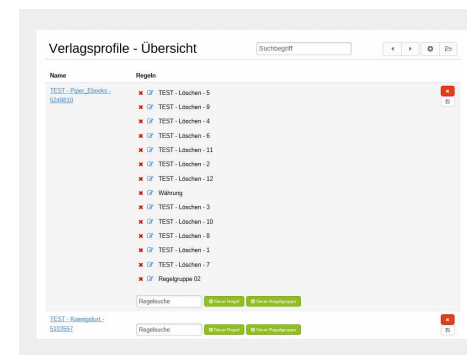 Verlagsprofile - Übersicht
Suchbegriff
Name Regeln
TEST - Piper_Ebooks -
5249810
TEST - Löschen - 5
TEST - Löschen - 9
TEST - Löschen - 4
TEST - Löschen - 6
TEST - Löschen - 11
TEST - Löschen - 2
TEST - Löschen - 12
Währung
TEST - Löschen - 3
TEST - Löschen - 10
TEST - Löschen - 8
TEST - Löschen - 1
TEST - Löschen - 7
Regelgruppe 02
Regelsuche Neue Regel Neue Regelgruppe
TEST - Koenigsfurt -
5103557
Regelsuche Neue Regel Neue Regelgruppe